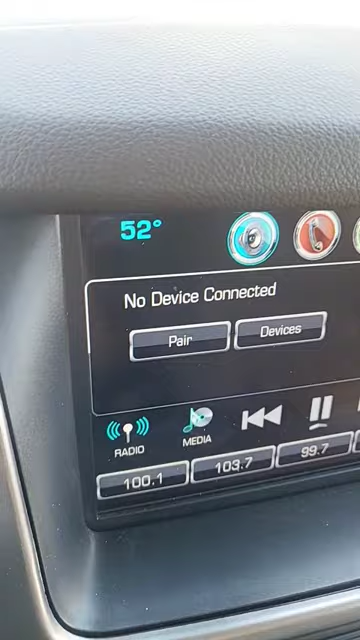 52°
No Device Connected
Pair
Devices
RADIO
MEDIA
100.1
103.7
99.7